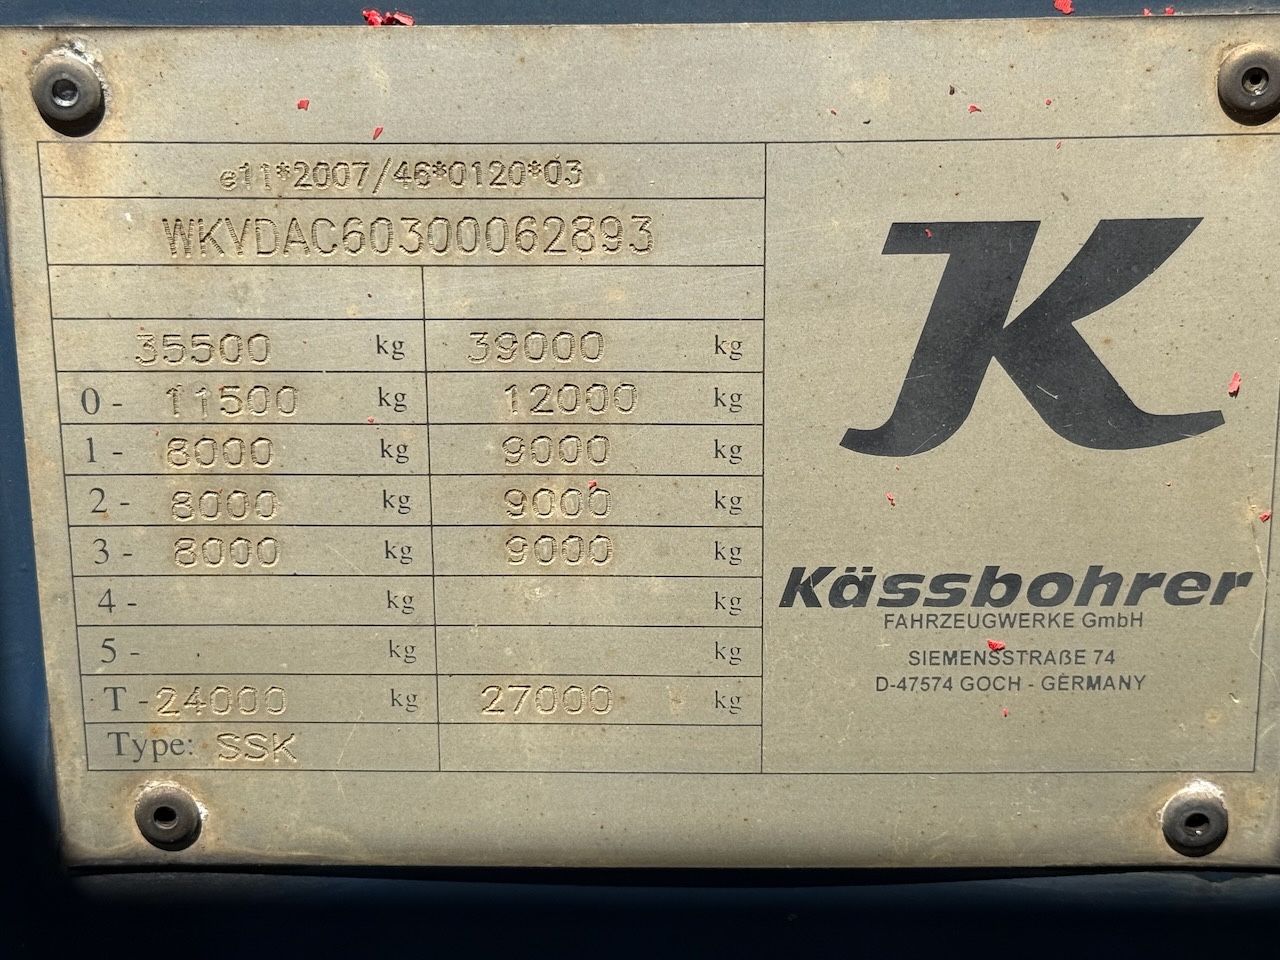 e11*2007/46*0120*03
WKVDAC60300062893
35500 kg 39000 kg
0 - 11500 kg 12000 kg
1 - 8000 kg 9000 kg
2 - 8000 kg 9000 kg
3 - 8000 kg 9000 kg
4 - kg kg
5 - kg kg
T - 24000 kg 27000 kg
Type: SSK
K
Kässbohrer
FAHRZEUGWERKE GmbH
SIEMENSSTRAßE 74
D-47574 GOCH - GERMANY